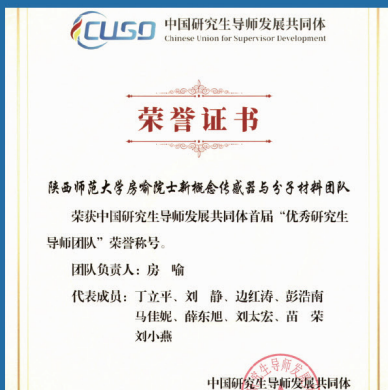 CUSD 中国研究生导师发展共同体
Chinese Union for Supervisor Development
荣誉证书
陕西师范大学房喻院士新概念传感器与分子材料团队
荣获中国研究生导师发展共同体首届“优秀研究生
导师团队”荣誉称号。
团队负责人：房 喻
代表成员：丁立平、刘 静、边红涛、彭浩南
马佳妮、薛东旭、刘太宏、苗 荣
刘小燕
中国研究生导师发展共同体